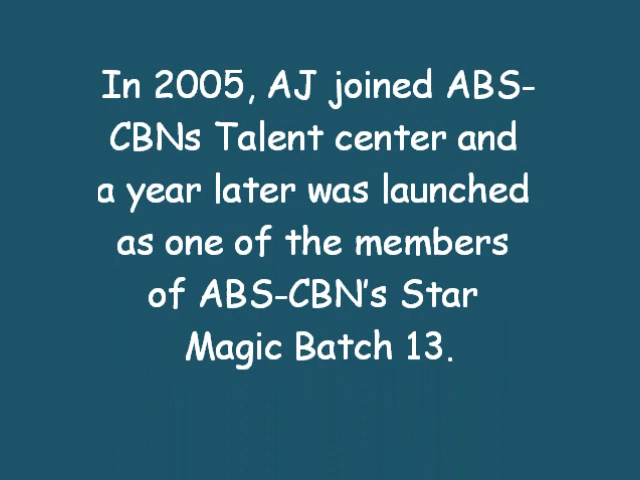 In 2005, AJ joined ABS-
CBNs Talent center and
a year later was launched
as one of the members
of ABS-CBN's Star
Magic Batch 13.